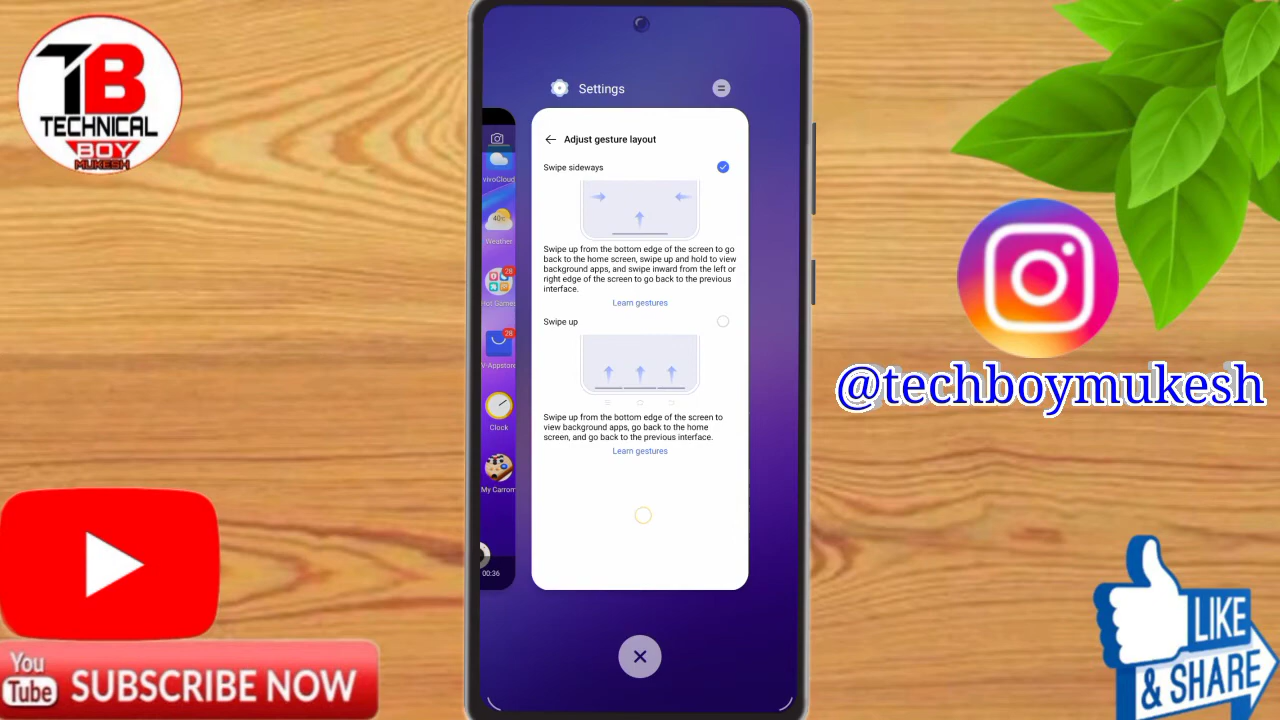 TB
TECHNICAL
BOY
MUKESH
Settings
Adjust gesture layout
Swipe sideways
Swipe up from the bottom edge of the screen to go
back to the home screen, swipe up and hold to view
background apps, and swipe inward from the left or
right edge of the screen to go back to the previous
interface.
Learn gestures
Swipe up
Swipe up from the bottom edge of the screen to
view background apps, go back to the home
screen, and go back to the previous interface.
Learn gestures
vivoCloud
40
Weather
28
Hot Games
28
V-Appstore
Clock
My Carrom
00:36
@techboymukesh
You
Tube
SUBSCRIBE NOW
LIKE
& SHARE